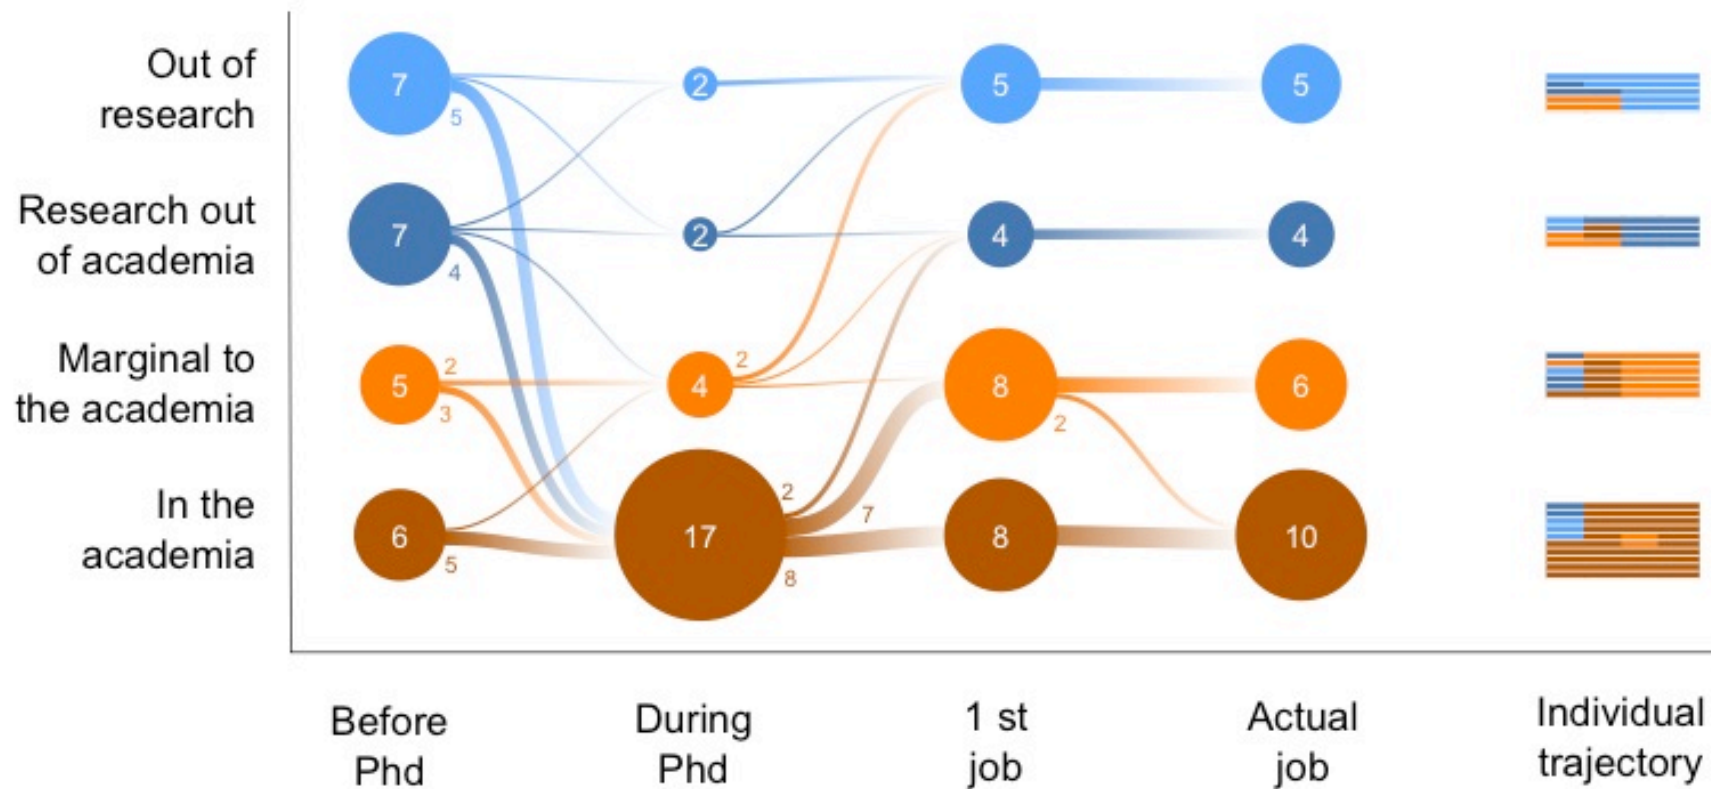 Out of
research
7
5
2
5
5
Research out
of academia
7
4
2
4
4
Marginal to
the academia
5
2
3
4
2
8
2
6
In the
academia
6
5
17
2
7
8
8
10
Before
Phd
During
Phd
1 st
job
Actual
job
Individual
trajectory